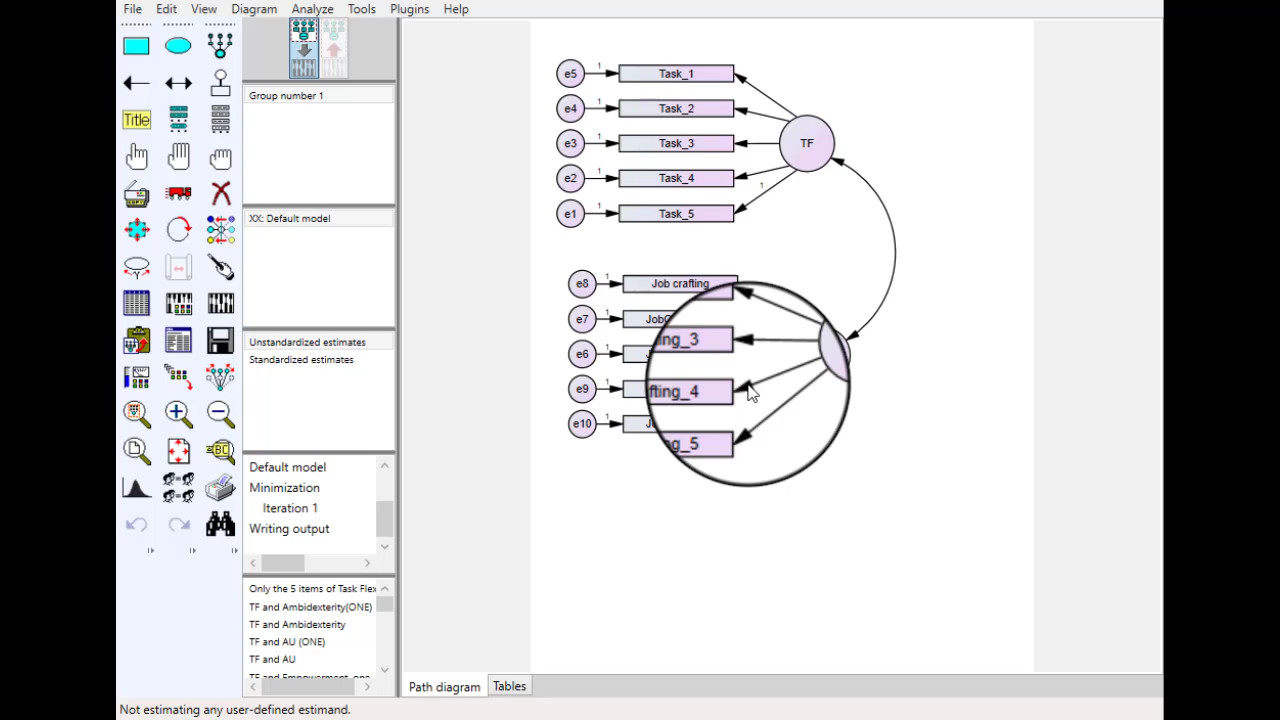 File Edit View Diagram Analyze Tools Plugins Help
Title
Group number 1
XX: Default model
Unstandardized estimates
Standardized estimates
Default model
Minimization
Iteration 1
Writing output
Only the 5 items of Task Flex
TF and Ambidexterity(ONE)
TF and Ambidexterity
TF and AU (ONE)
TF and AU
e5 1 Task_1
e4 1 Task_2
e3 1 Task_3
TF
e2 1 Task_4
1
e1 1 Task_5
e8 1 Job crafting
e7 1
e6 1 ing_3
e9 1 fting_4
e10 1 ng_5
Path diagram Tables
Not estimating any user-defined estimand.